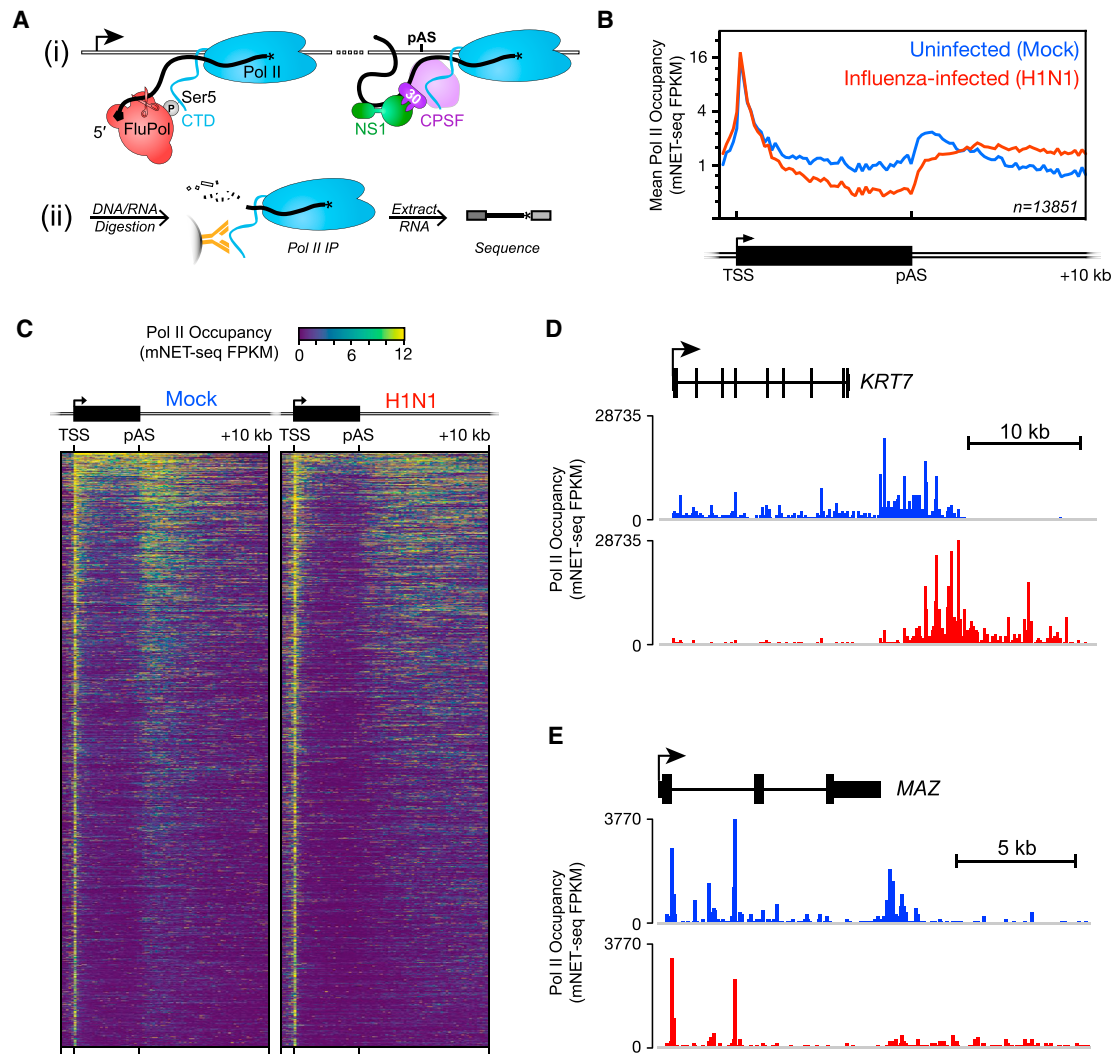 A
(i)
pAS
Pol II
Ser5
P
CTD
5′
FluPol
30
NS1
CPSF
(ii)
DNA/RNA
Digestion
Pol II IP
Extract
RNA
Sequence
B
Mean Pol II Occupancy
(mNET-seq FPKM)
16
4
1
Uninfected (Mock)
Influenza-infected (H1N1)
n=13851
TSS
pAS
+10 kb
C
Pol II Occupancy
(mNET-seq FPKM)
0
6
12
Mock
H1N1
TSS
pAS
+10 kb
TSS
pAS
+10 kb
D
KRT7
28735
0
10 kb
28735
0
Pol II Occupancy
(mNET-seq FPKM)
E
MAZ
3770
0
5 kb
3770
0
Pol II Occupancy
(mNET-seq FPKM)